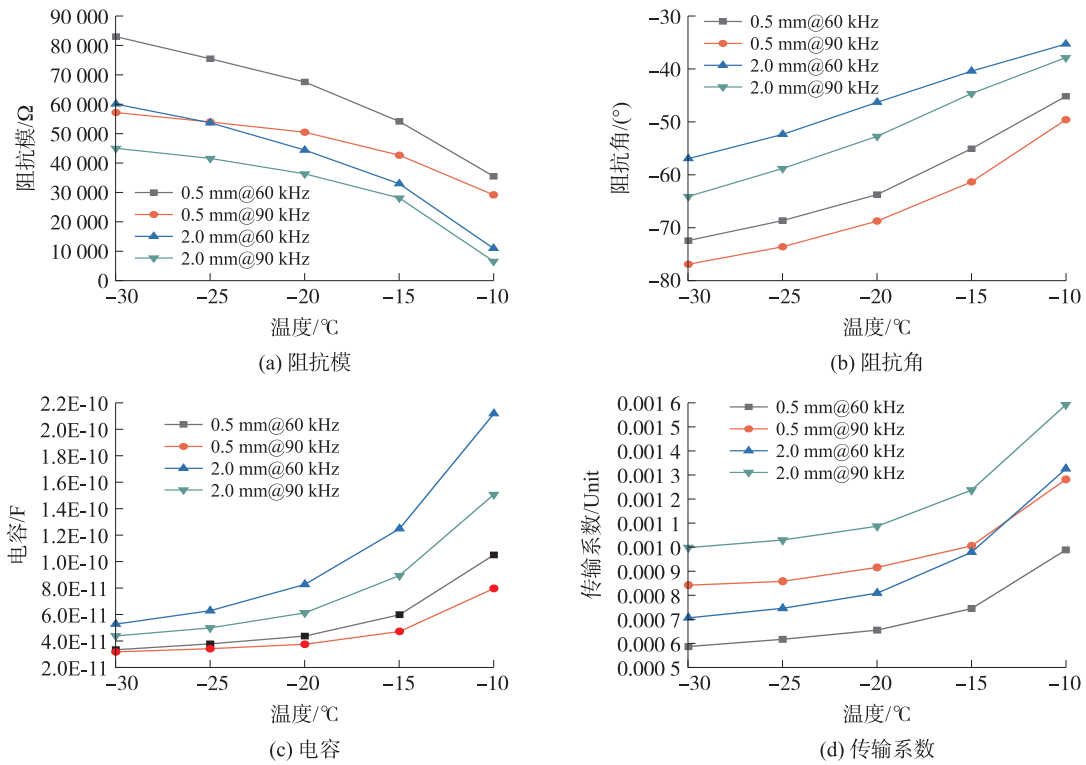 90 000
80 000
70 000
60 000
50 000
40 000
30 000
20 000
10 000
0
阻抗模/Ω
0.5 mm@60 kHz
0.5 mm@90 kHz
2.0 mm@60 kHz
2.0 mm@90 kHz
−30 −25 −20 −15 −10
温度/℃
(a) 阻抗模
−30
−40
−50
−60
−70
−80
阻抗角/(°)
0.5 mm@60 kHz
0.5 mm@90 kHz
2.0 mm@60 kHz
2.0 mm@90 kHz
−30 −25 −20 −15 −10
温度/℃
(b) 阻抗角
2.2E-10
2.0E-10
1.8E-10
1.6E-10
1.4E-10
1.2E-10
1.0E-10
8.0E-11
6.0E-11
4.0E-11
2.0E-11
电容/F
0.5 mm@60 kHz
0.5 mm@90 kHz
2.0 mm@60 kHz
2.0 mm@90 kHz
−30 −25 −20 −15 −10
温度/℃
(c) 电容
0.001 6
0.001 5
0.001 4
0.001 3
0.001 2
0.001 1
0.001 0
0.000 9
0.000 8
0.000 7
0.000 6
0.000 5
传输系数/Unit
0.5 mm@60 kHz
0.5 mm@90 kHz
2.0 mm@60 kHz
2.0 mm@90 kHz
−30 −25 −20 −15 −10
温度/℃
(d) 传输系数